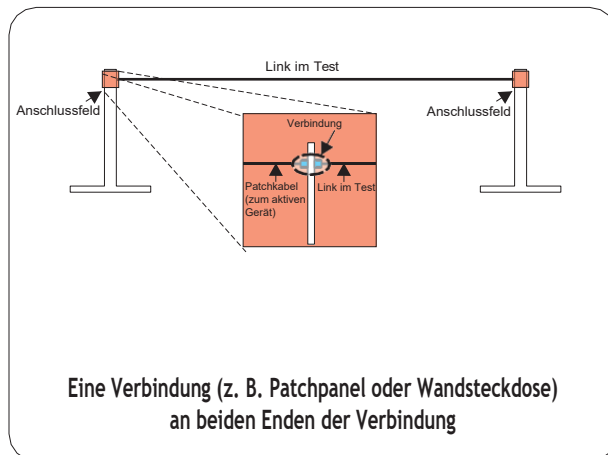 Link im Test
Anschlussfeld
Anschlussfeld
Verbindung
Patchkabel
(zum aktiven
Gerät)
Link im Test
Eine Verbindung (z. B. Patchpanel oder Wandsteckdose)
an beiden Enden der Verbindung